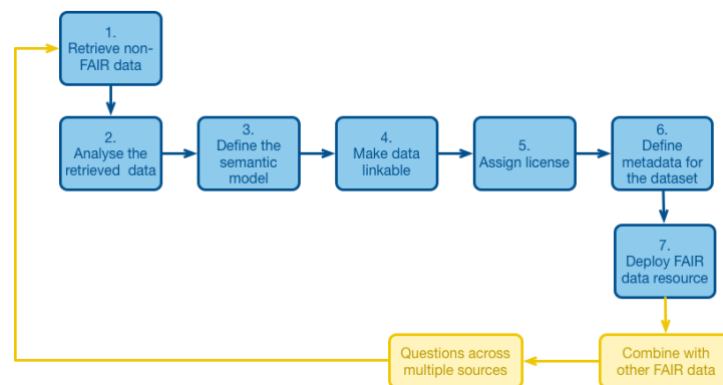 1.
Retrieve non-
FAIR data
2.
Analyse the
retrieved data
3.
Define the
semantic
model
4.
Make data
linkable
5.
Assign license
6.
Define
metadata for
the dataset
7.
Deploy FAIR
data resource
Questions across
multiple sources
Combine with
other FAIR data